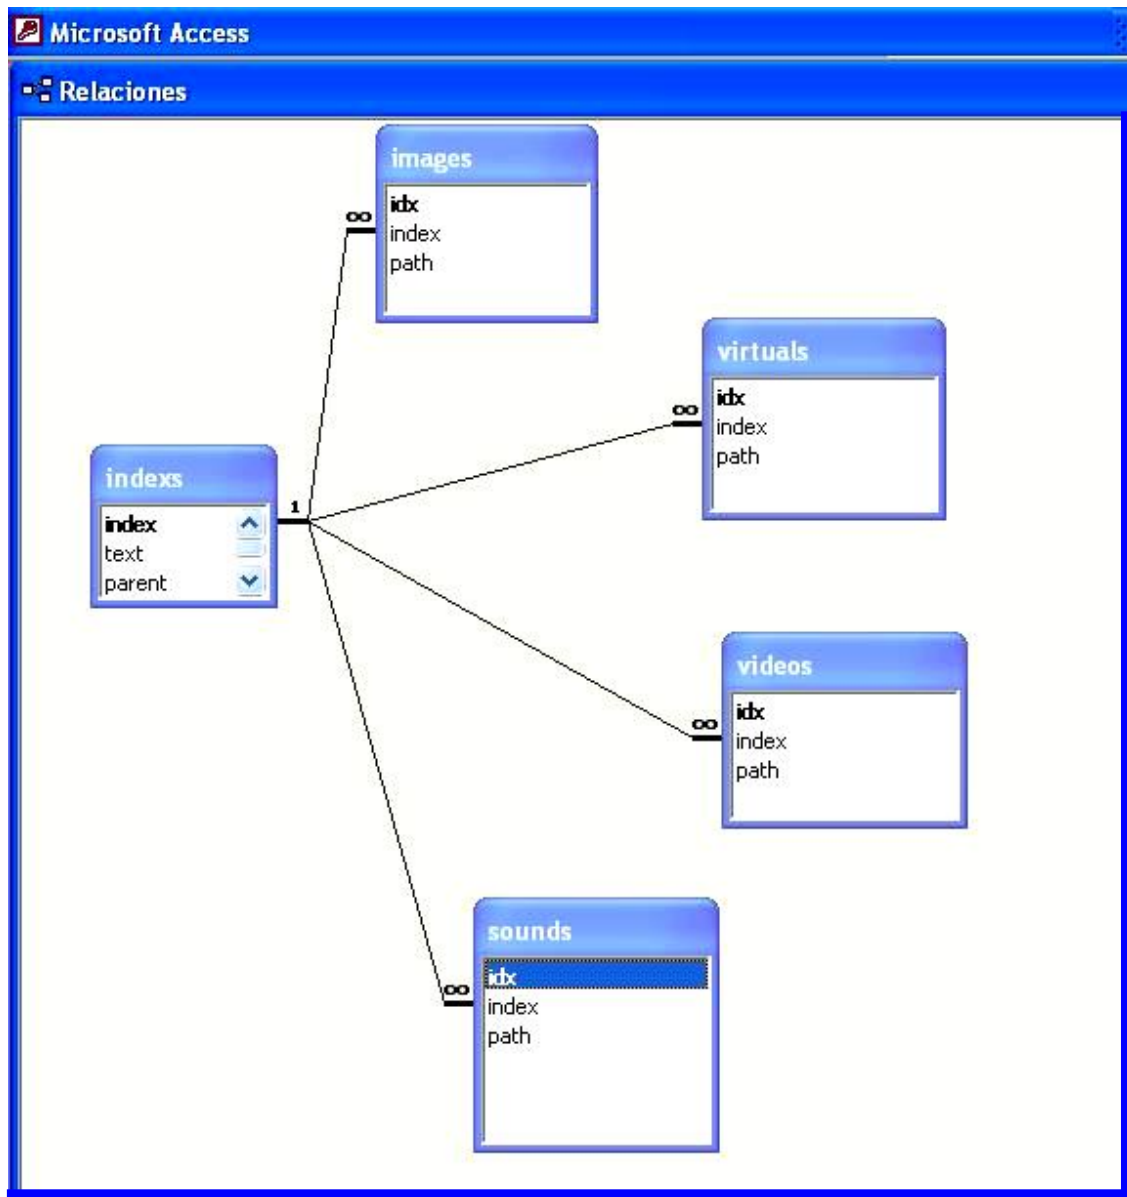 Microsoft Access
Relaciones
images
∞
idx
index
path
virtuals
∞
idx
index
path
indexs
1
index
text
parent
videos
∞
idx
index
path
sounds
∞
idx
index
path